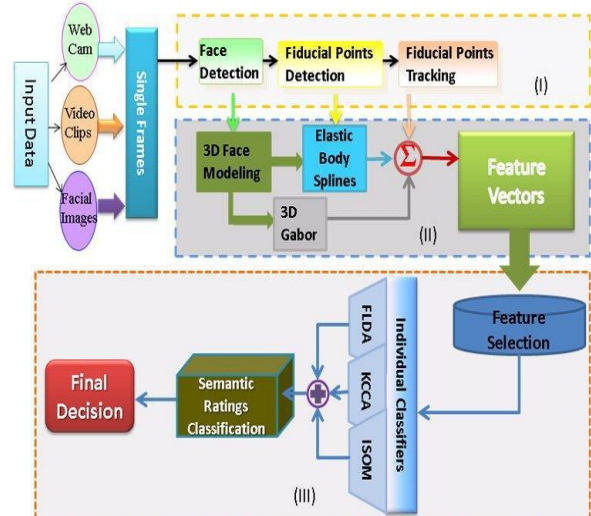 Input Data
Web
Cam
Video
Clips
Facial
Images
Single Frames
Face
Detection
Fiducial Points
Detection
Fiducial Points
Tracking
(I)
3D Face
Modeling
Elastic
Body
Splines
Σ
3D
Gabor
(II)
Feature
Vectors
Feature
Selection
Individual Classifiers
FLDA
KCCA
ISOM
Semantic
Ratings
Classification
Final
Decision
(III)